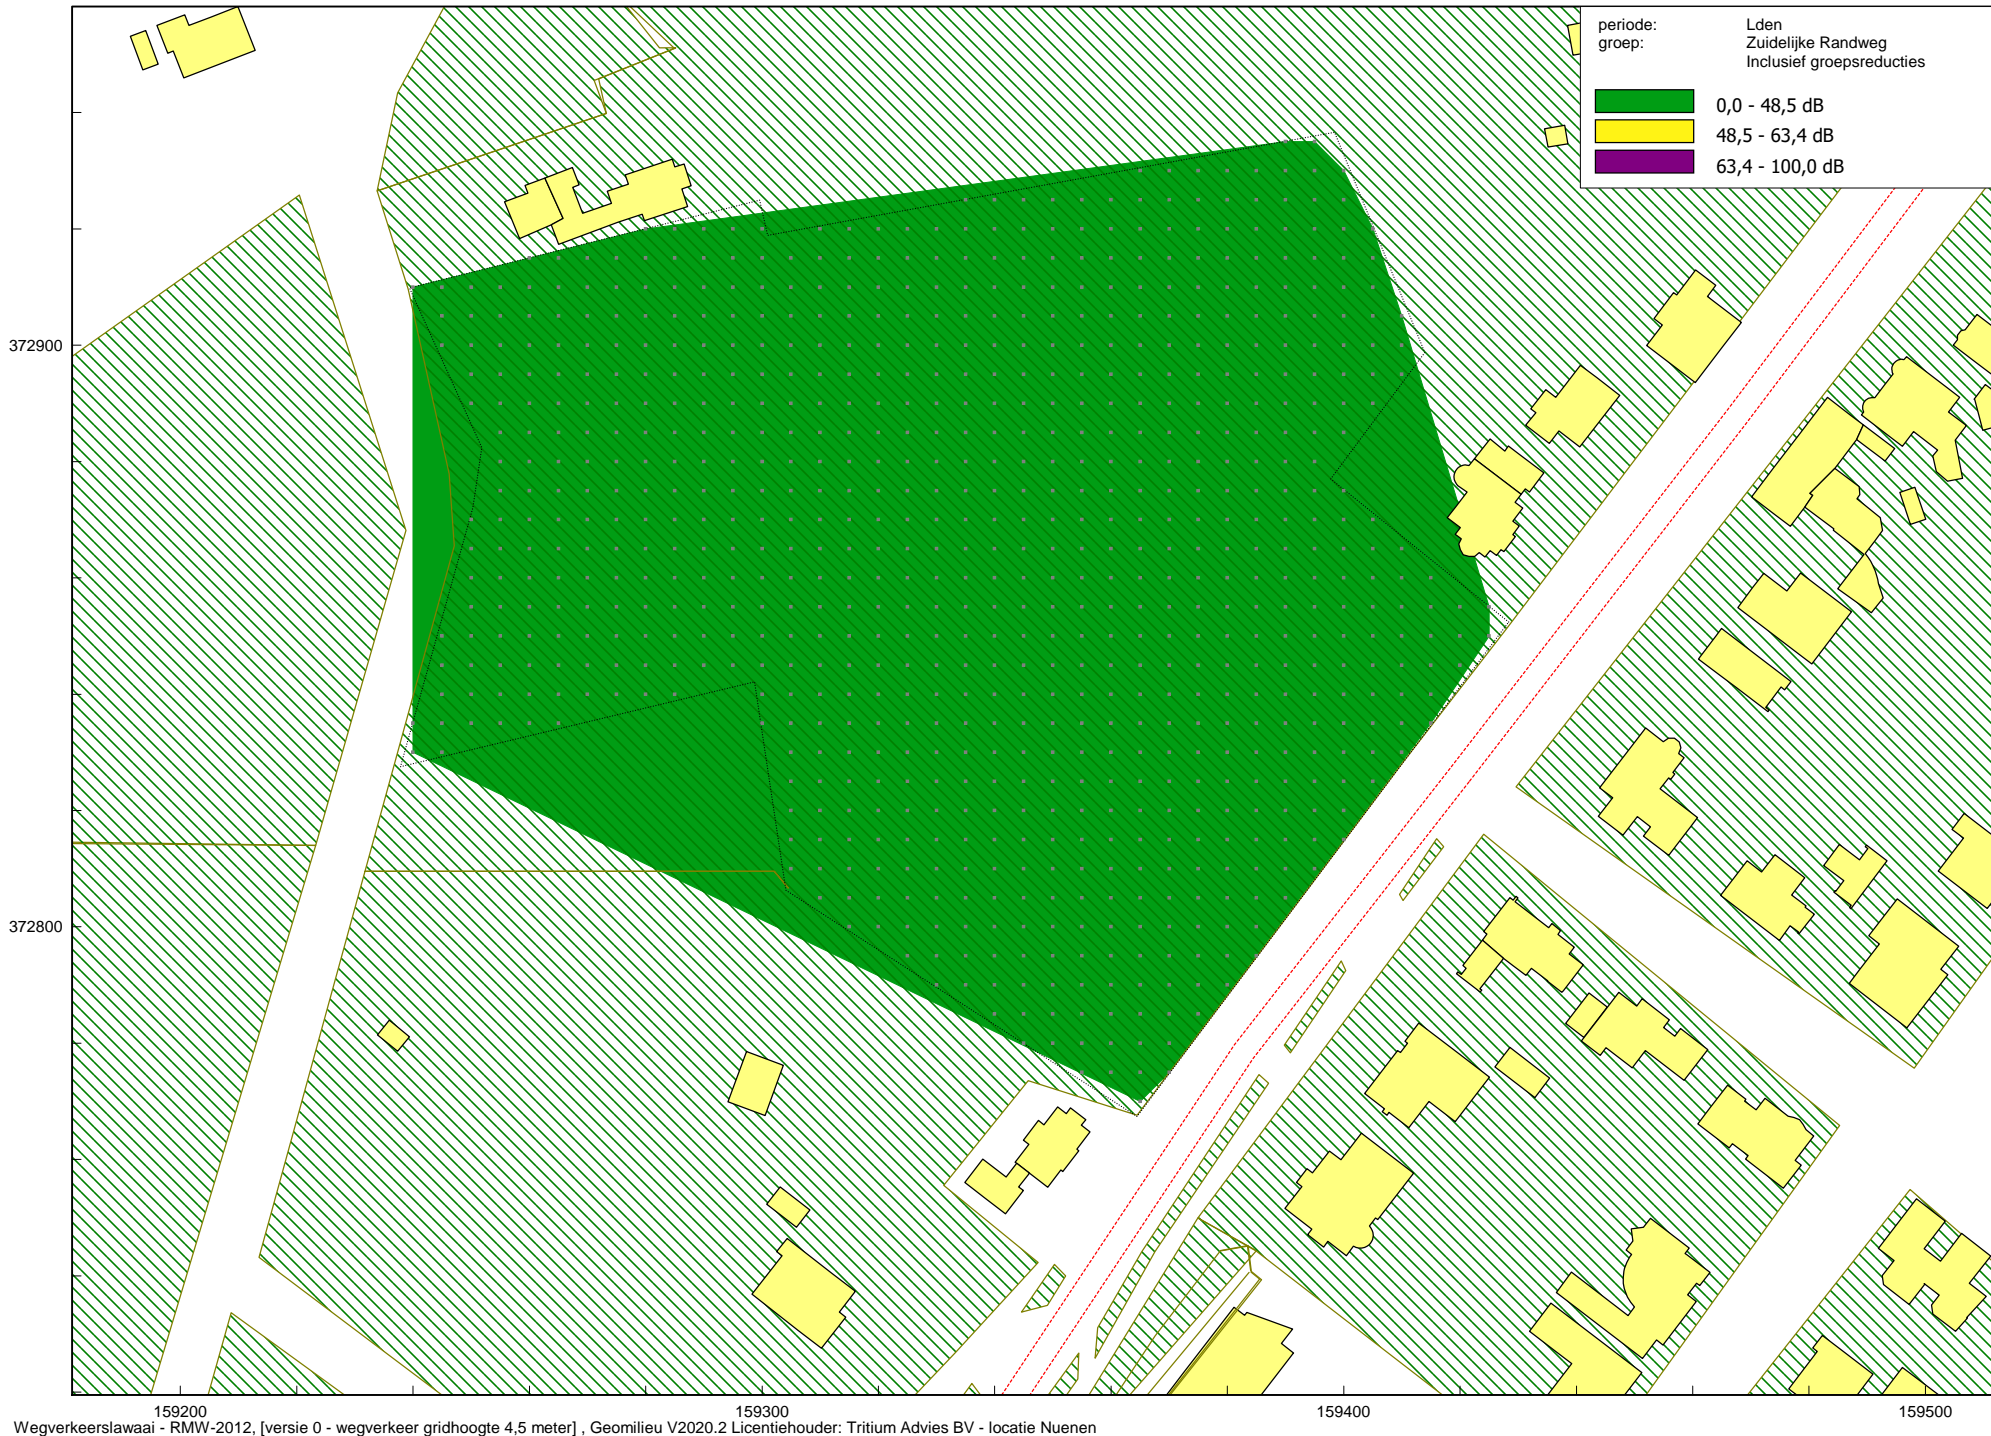 periode: Lden
groep: Zuidelijke Randweg
Inclusief groepsreducties
0,0 - 48,5 dB
48,5 - 63,4 dB
63,4 - 100,0 dB
372900
372800
159200 159300 159400 159500
Wegverkeerslawaai - RMW-2012, [versie 0 - wegverkeer gridhoogte 4,5 meter] , Geomilieu V2020.2 Licentiehouder: Tritium Advies BV - locatie Nuenen